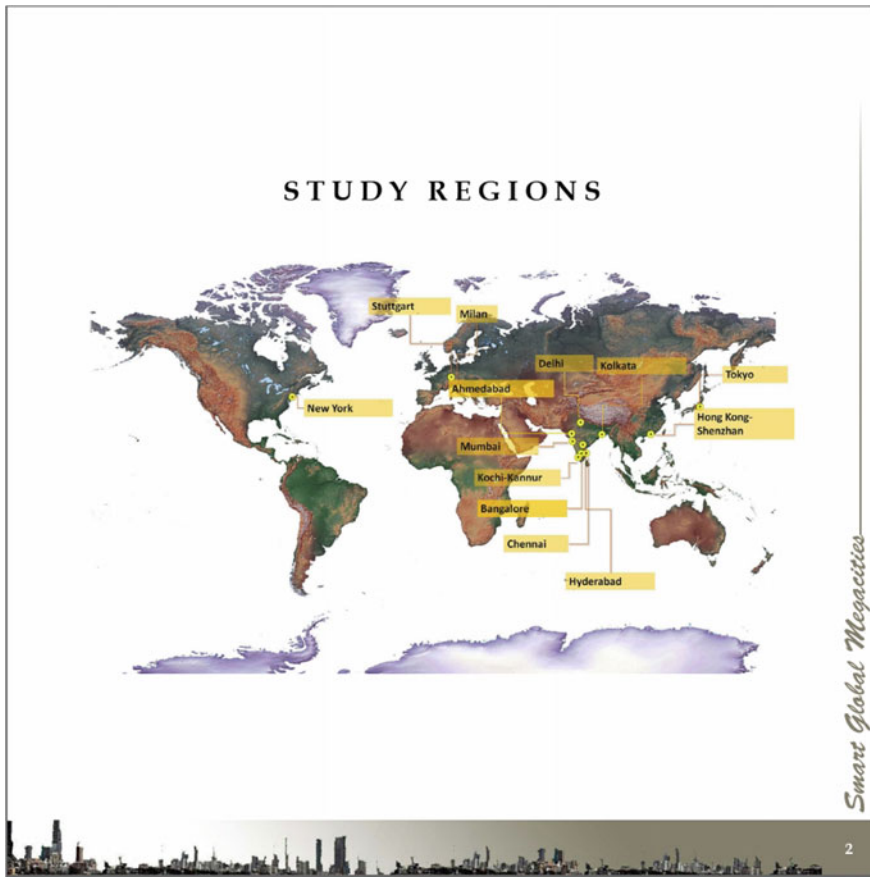 STUDY REGIONS
Stuttgart
Milan
Delhi
Kolkata
Tokyo
Ahmedabad
New York
Hong Kong-
Shenzhan
Mumbai
Kochi-Kannur
Bangalore
Chennai
Hyderabad
Smart Global Megacities
2